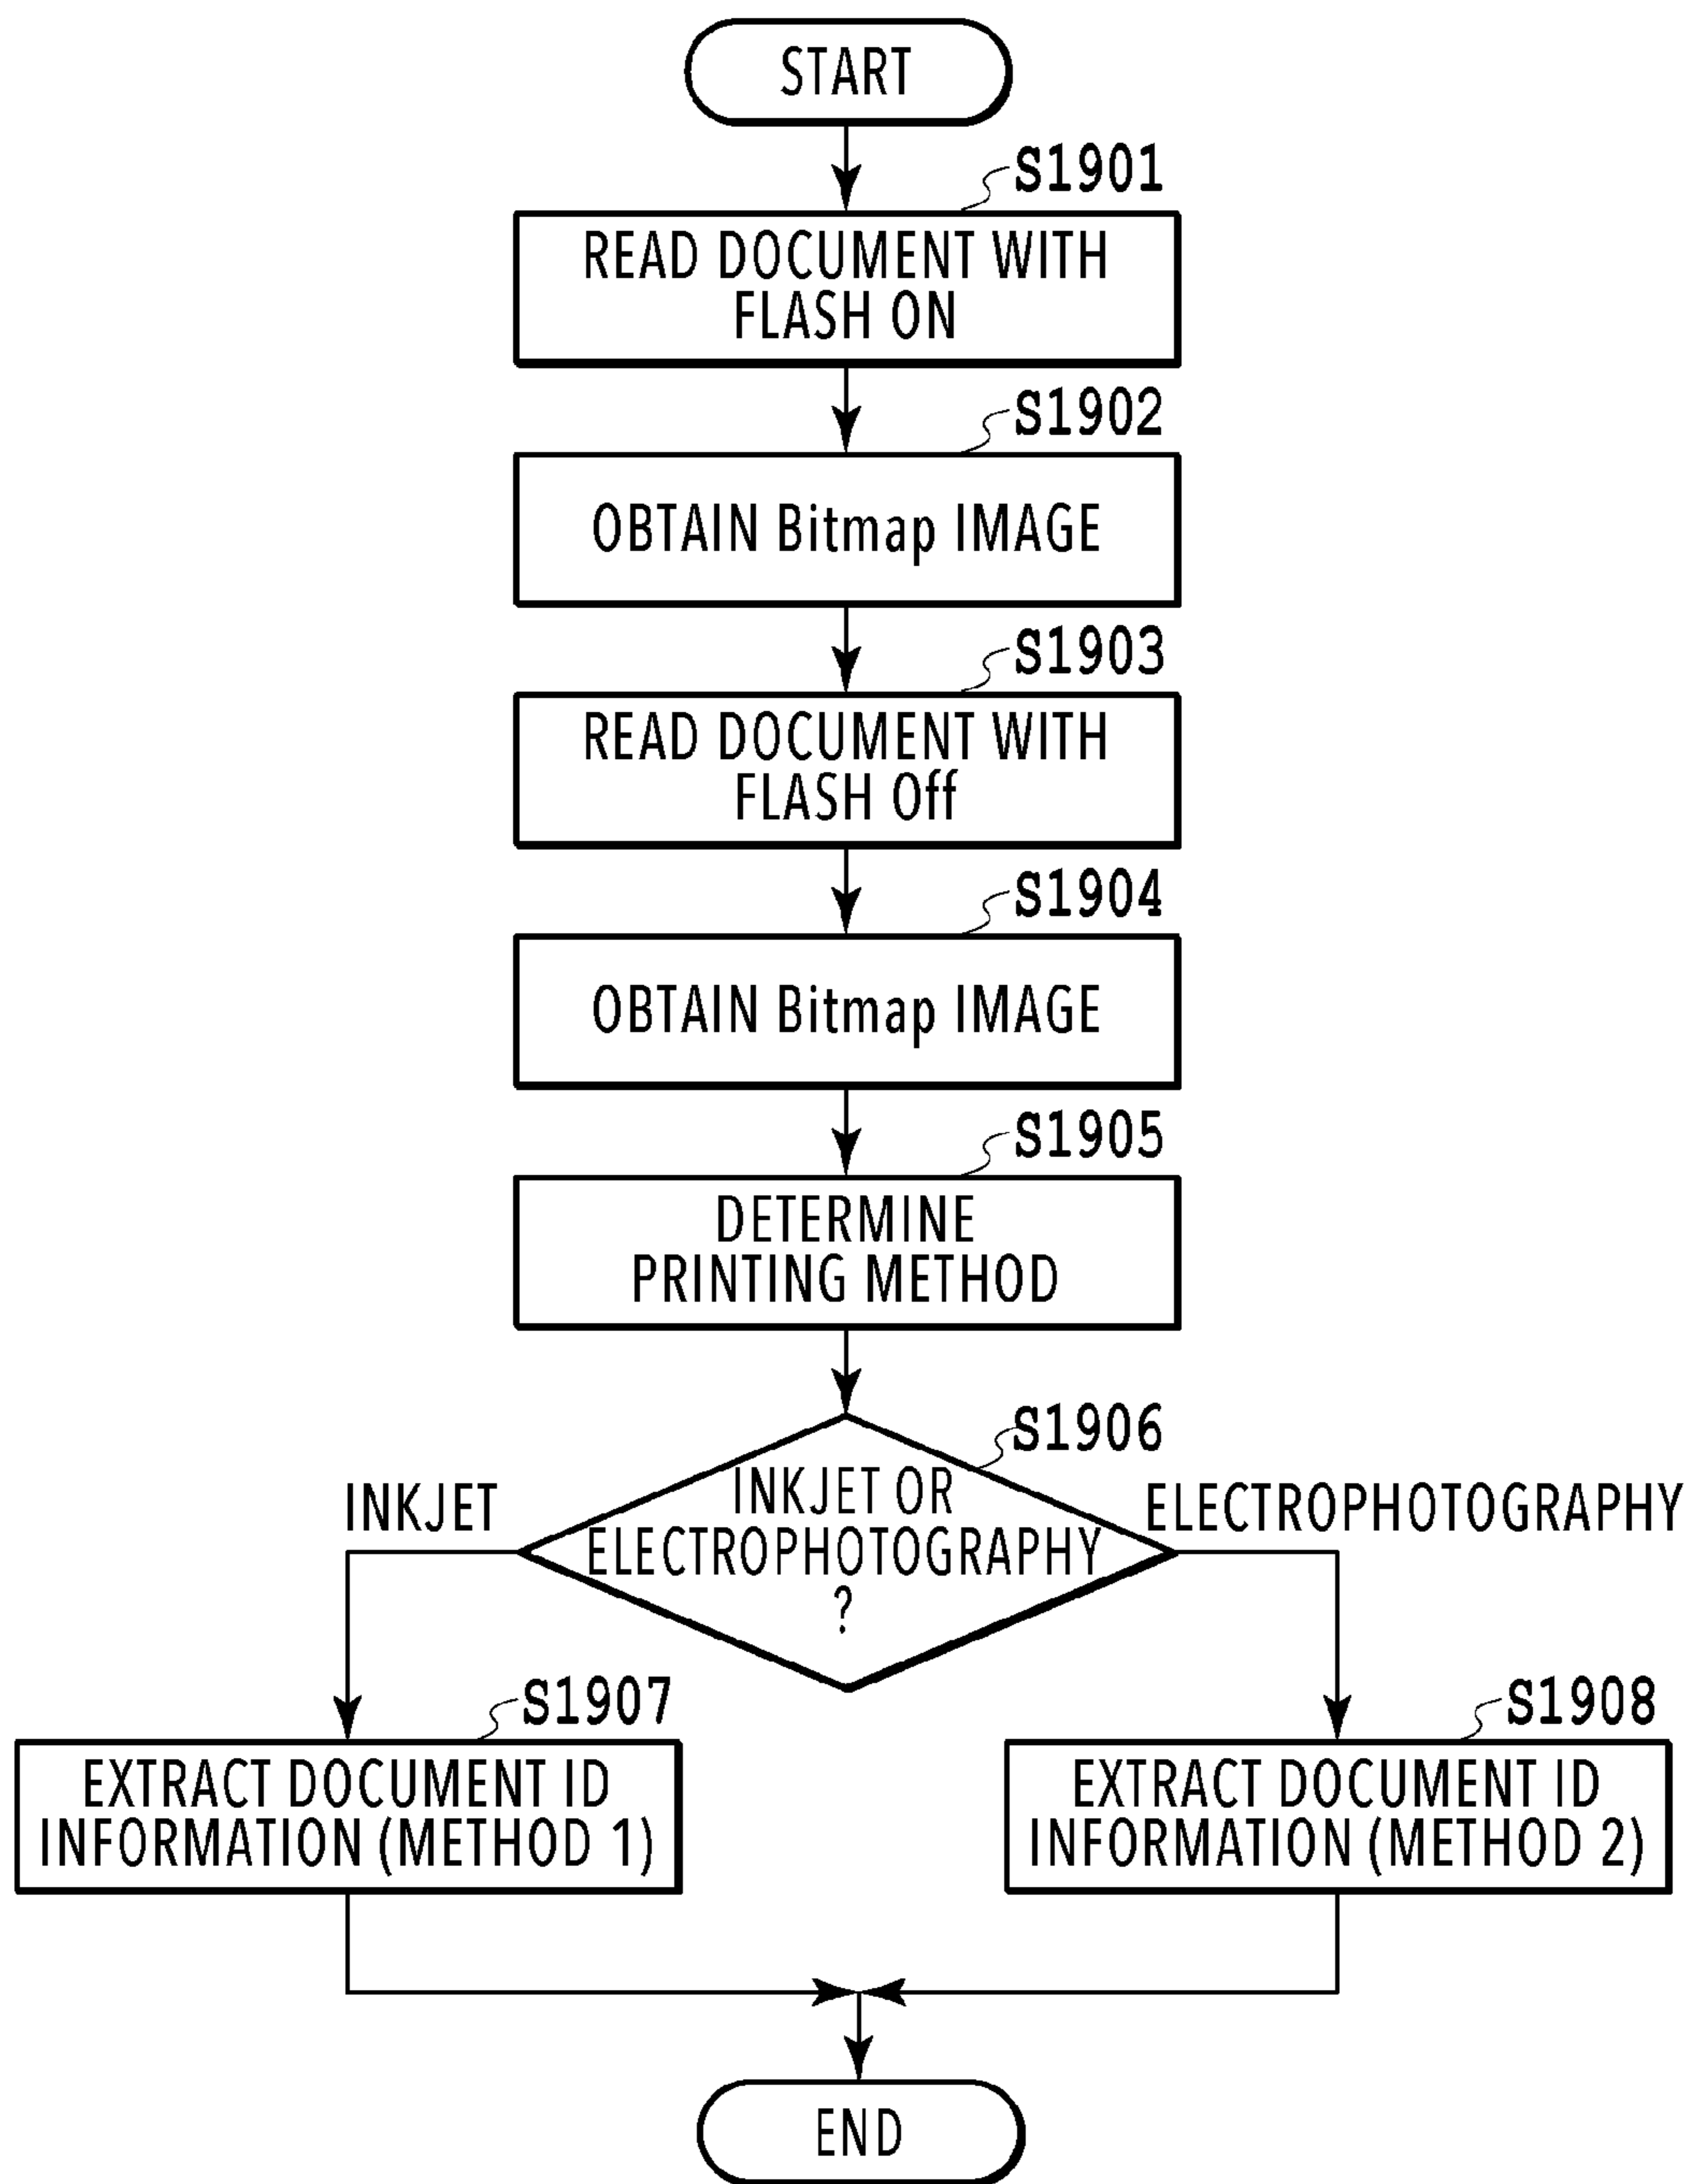 START
S1901
READ DOCUMENT WITH
FLASH ON
S1902
OBTAIN Bitmap IMAGE
S1903
READ DOCUMENT WITH
FLASH Off
S1904
OBTAIN Bitmap IMAGE
S1905
DETERMINE
PRINTING METHOD
S1906
INKJET OR
ELECTROPHOTOGRAPHY
?
INKJET
ELECTROPHOTOGRAPHY
S1907
EXTRACT DOCUMENT ID
INFORMATION (METHOD 1)
S1908
EXTRACT DOCUMENT ID
INFORMATION (METHOD 2)
END